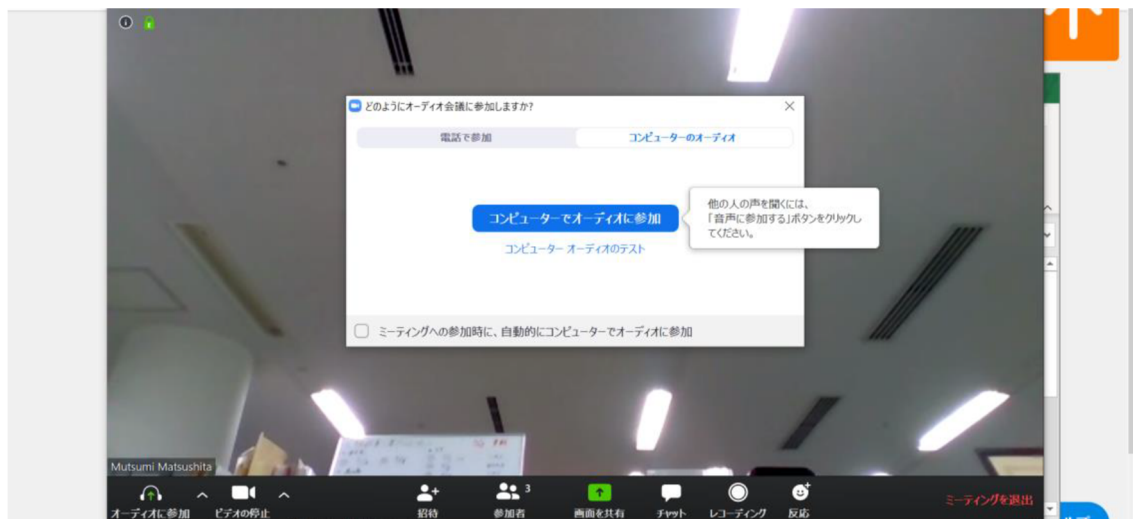 どのようにオーディオ会議に参加しますか?
電話で参加
コンピューターのオーディオ
コンピューターでオーディオに参加
他の人の声を聞くには、
「音声に参加する」ボタンをクリックし
てください。
コンピューター オーディオのテスト
ミーティングへの参加時に、自動的にコンピューターでオーディオに参加
Mutsumi Matsushita
3
オーディオに参加
ビデオの停止
招待
参加者
画面を共有
チャット
レコーディング
反応
ミーティングを退出